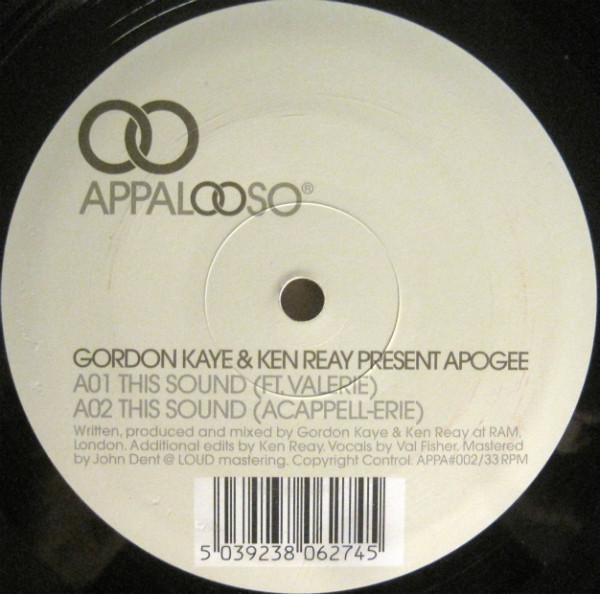 APPALOOSO®
GORDON KAYE & KEN REAY PRESENT APOGEE
A01 THIS SOUND (FT. VALERIE)
A02 THIS SOUND (ACAPPELL-ERIE)
Written, produced and mixed by Gordon Kaye & Ken Reay at RAM,
London. Additional edits by Ken Reay. Vocals by Val Fisher. Mastered
by John Dent @ LOUD mastering. Copyright Control. APPA#002/33 RPM
5 039238 062745